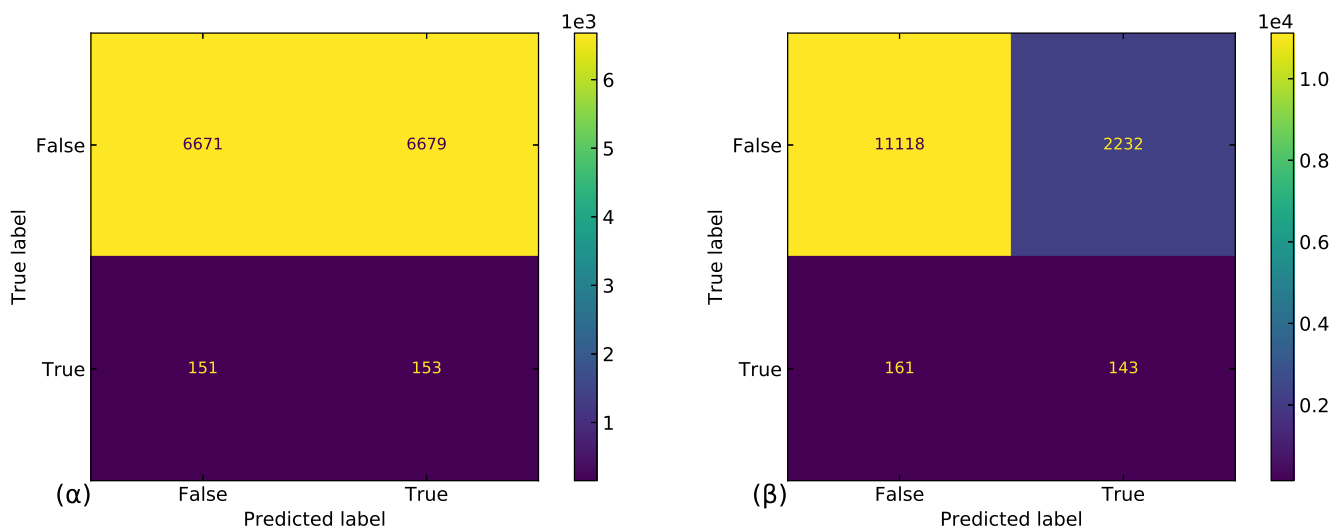 1e3
False
6671
6679
True
151
153
False
True
Predicted label
True label
(α)
6
5
4
3
2
1
1e4
False
11118
2232
True
161
143
False
True
Predicted label
True label
(β)
1.0
0.8
0.6
0.4
0.2